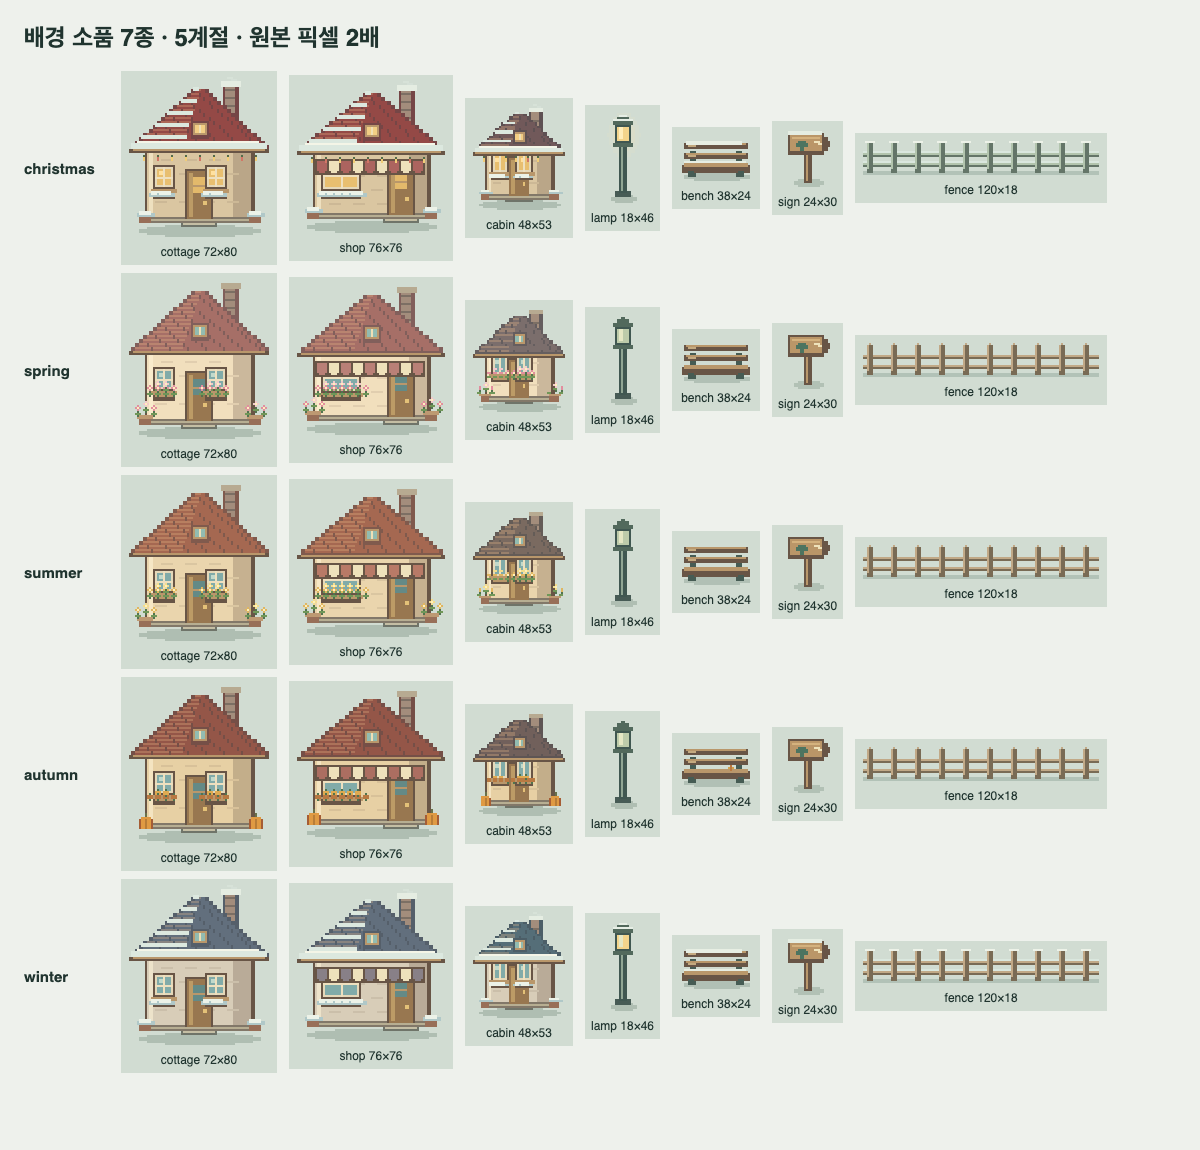 배경 소품 7종 · 5계절 · 원본 픽셀 2배
christmas
cottage 72×80
shop 76×76
cabin 48×53
lamp 18×46
bench 38×24
sign 24×30
fence 120×18
spring
cottage 72×80
shop 76×76
cabin 48×53
lamp 18×46
bench 38×24
sign 24×30
fence 120×18
summer
cottage 72×80
shop 76×76
cabin 48×53
lamp 18×46
bench 38×24
sign 24×30
fence 120×18
autumn
cottage 72×80
shop 76×76
cabin 48×53
lamp 18×46
bench 38×24
sign 24×30
fence 120×18
winter
cottage 72×80
shop 76×76
cabin 48×53
lamp 18×46
bench 38×24
sign 24×30
fence 120×18